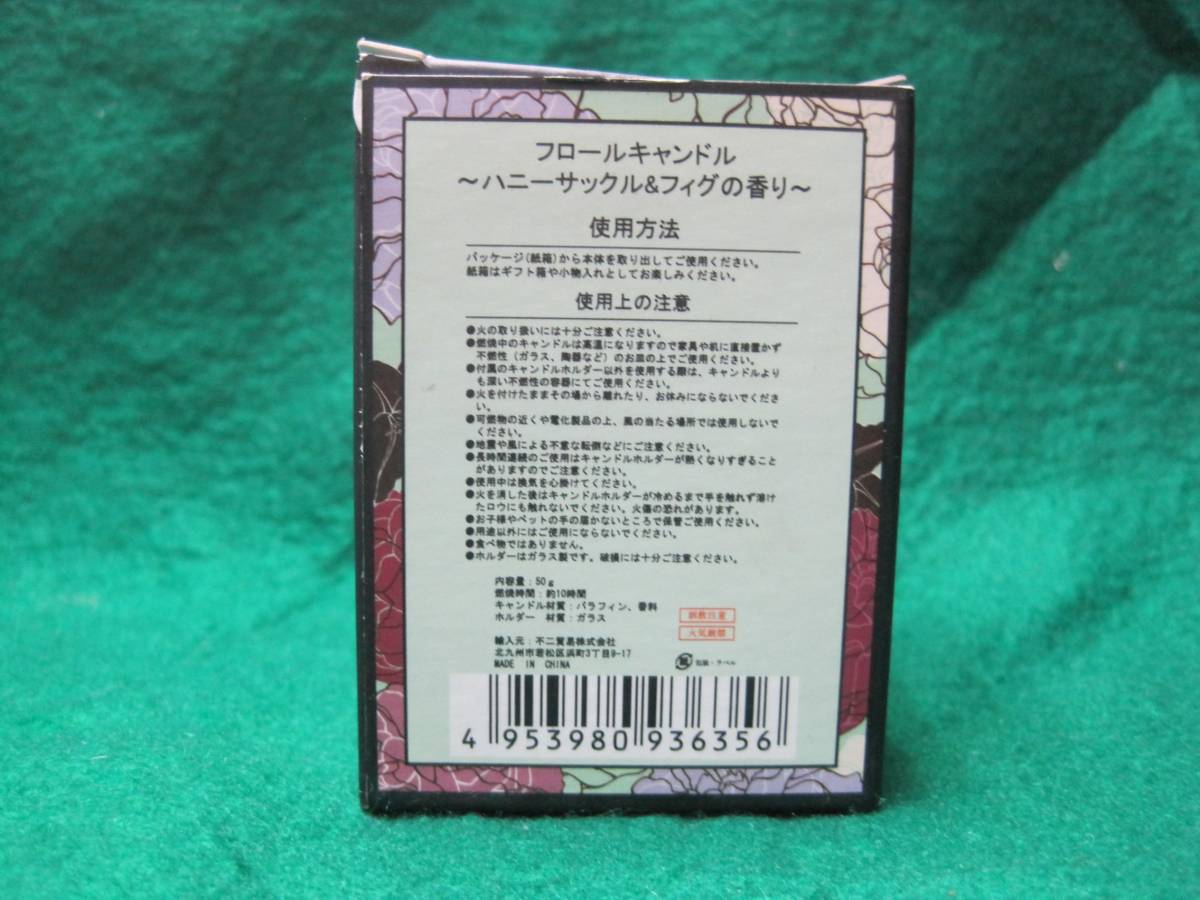 フロールキャンドル
～ハニーサックル&フィグの香り～
使用方法
パッケージ(紙箱)から本体を取り出してご使用ください。
紙箱はギフト箱や小物入れとしてお楽しみください。
使用上の注意
●火の取り扱いには十分ご注意ください。
●燃焼中のキャンドルは高温になりますので家具や机に直接置かず
不燃性(ガラス、陶器など)のお皿の上でご使用ください。
●付属のキャンドルホルダー以外を使用する際は、キャンドルより
も深い不燃性の容器にてご使用ください。
●火を付けたままその場から離れたり、お休みにならないでくださ
い。
●可燃物の近くや電化製品の上、風の当たる場所では使用しないで
ください。
●地震や風による不意な転倒などにご注意ください。
●長時間連続のご使用はキャンドルホルダーが熱くなりすぎること
がありますのでご注意ください。
●使用中は換気を心掛けてください。
●火を消した後はキャンドルホルダーが冷めるまで手を触れず溶け
たロウにも触れないでください。火傷の恐れがあります。
●お子様やペットの手の届かないところで保管ご使用ください。
●用途以外にはご使用にならないでください。
●食べ物ではありません。
●ホルダーはガラス製です。破損には十分ご注意ください。
内容量：50g
燃焼時間：約10時間
キャンドル材質：パラフィン、香料
ホルダー 材質：ガラス
誤飲注意
火気厳禁
輸入元：不二貿易株式会社
北九州市若松区浜町3丁目9-17
MADE IN CHINA
紙 包装・ラベル
4 953980 936356